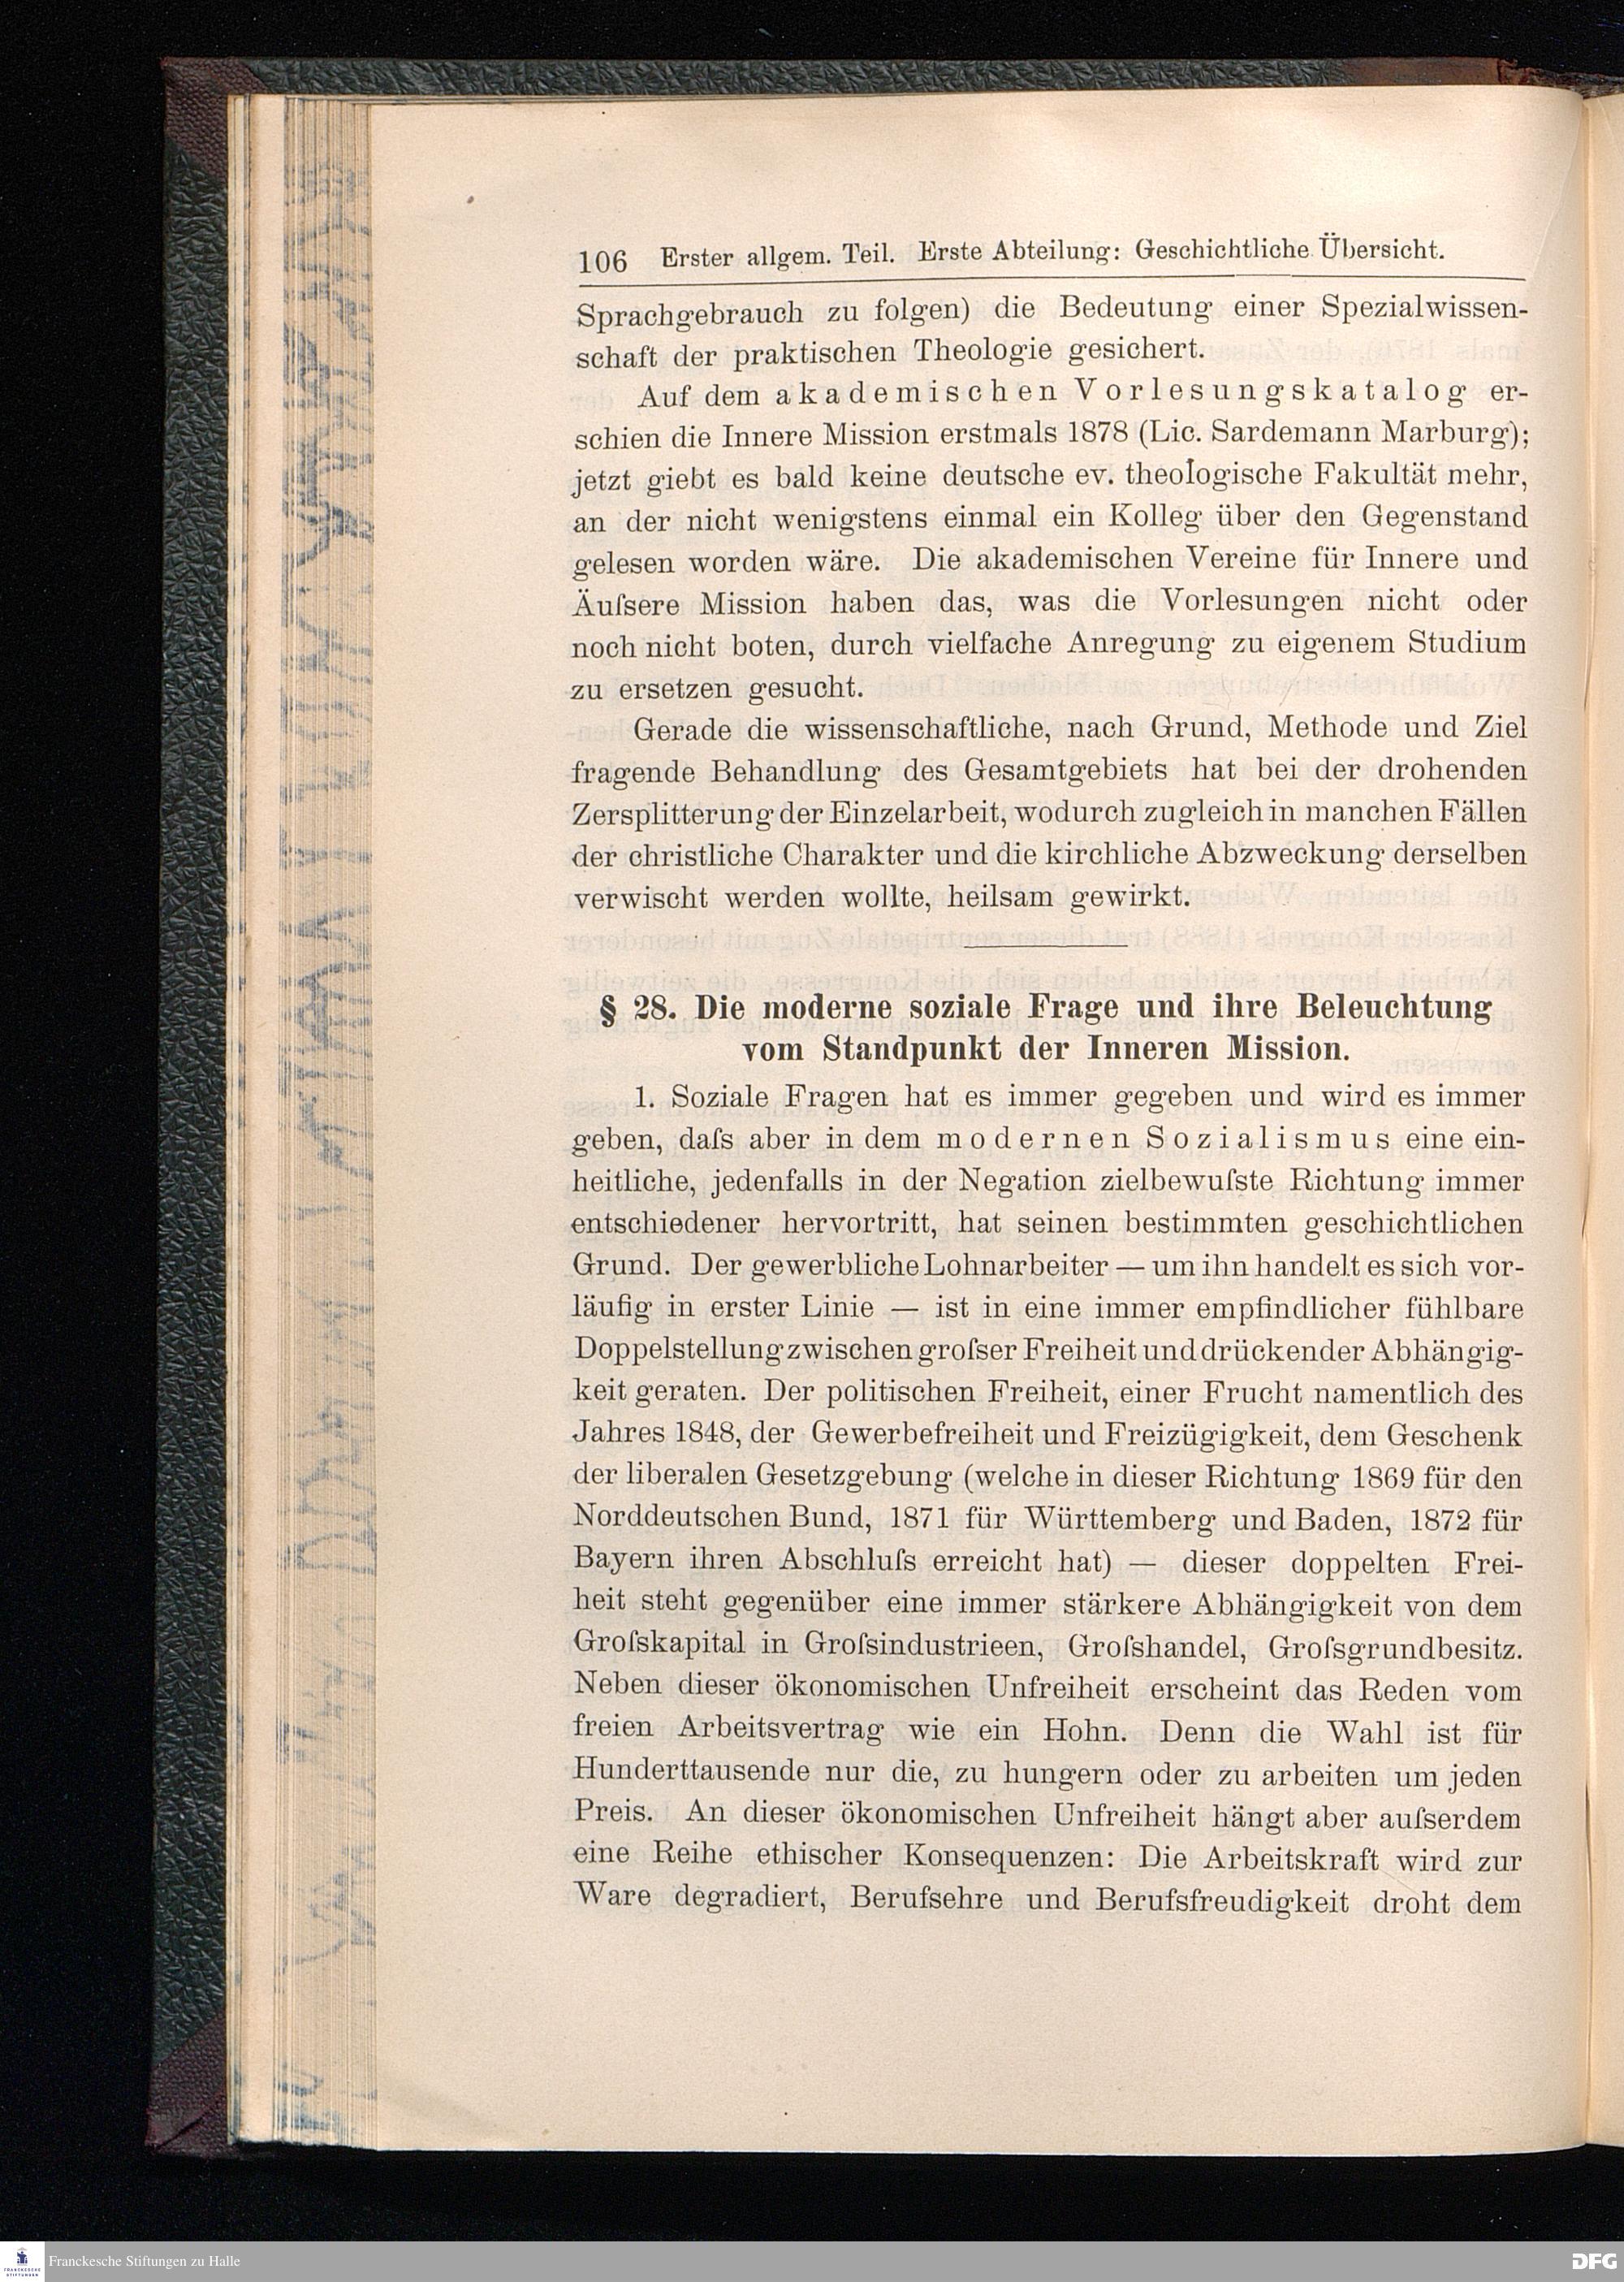 106 Erster allgem. Teil. Erste Abteilung: Geschichtliche Übersicht.
Sprachgebrauch zu folgen) die Bedeutung einer Spezialwissen-
schaft der praktischen Theologie gesichert.
Auf dem akademischen Vorlesungskatalog er-
schien die Innere Mission erstmals 1878 (Lic. Sardemann Marburg);
jetzt giebt es bald keine deutsche ev. theologische Fakultät mehr,
an der nicht wenigstens einmal ein Kolleg über den Gegenstand
gelesen worden wäre. Die akademischen Vereine für Innere und
Äuſsere Mission haben das, was die Vorlesungen nicht oder
noch nicht boten, durch vielfache Anregung zu eigenem Studium
zu ersetzen gesucht.
Gerade die wissenschaftliche, nach Grund, Methode und Ziel
fragende Behandlung des Gesamtgebiets hat bei der drohenden
Zersplitterung der Einzelarbeit, wodurch zugleich in manchen Fällen
der christliche Charakter und die kirchliche Abzweckung derselben
verwischt werden wollte, heilsam gewirkt.
§ 28. Die moderne soziale Frage und ihre Beleuchtung
vom Standpunkt der Inneren Mission.
1. Soziale Fragen hat es immer gegeben und wird es immer
geben, daſs aber in dem modernen Sozialismus eine ein-
heitliche, jedenfalls in der Negation zielbewuſste Richtung immer
entschiedener hervortritt, hat seinen bestimmten geschichtlichen
Grund. Der gewerbliche Lohnarbeiter — um ihn handelt es sich vor-
läufig in erster Linie — ist in eine immer empfindlicher fühlbare
Doppelstellung zwischen groſser Freiheit und drückender Abhängig-
keit geraten. Der politischen Freiheit, einer Frucht namentlich des
Jahres 1848, der Gewerbefreiheit und Freizügigkeit, dem Geschenk
der liberalen Gesetzgebung (welche in dieser Richtung 1869 für den
Norddeutschen Bund, 1871 für Württemberg und Baden, 1872 für
Bayern ihren Abschluſs erreicht hat) — dieser doppelten Frei-
heit steht gegenüber eine immer stärkere Abhängigkeit von dem
Groſskapital in Groſsindustrieen, Groſshandel, Groſsgrundbesitz.
Neben dieser ökonomischen Unfreiheit erscheint das Reden vom
freien Arbeitsvertrag wie ein Hohn. Denn die Wahl ist für
Hunderttausende nur die, zu hungern oder zu arbeiten um jeden
Preis. An dieser ökonomischen Unfreiheit hängt aber auſserdem
eine Reihe ethischer Konsequenzen: Die Arbeitskraft wird zur
Ware degradiert, Berufsehre und Berufsfreudigkeit droht dem
FRANCKESCHE
STIFTUNGEN
Franckesche Stiftungen zu Halle
DFG